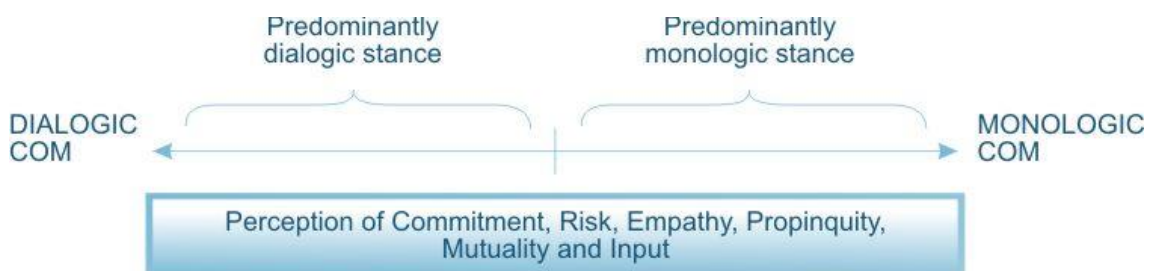 Predominantly
dialogic stance
Predominantly
monologic stance
DIALOGIC
COM
MONOLOGIC
COM
Perception of Commitment, Risk, Empathy, Propinquity,
Mutuality and Input